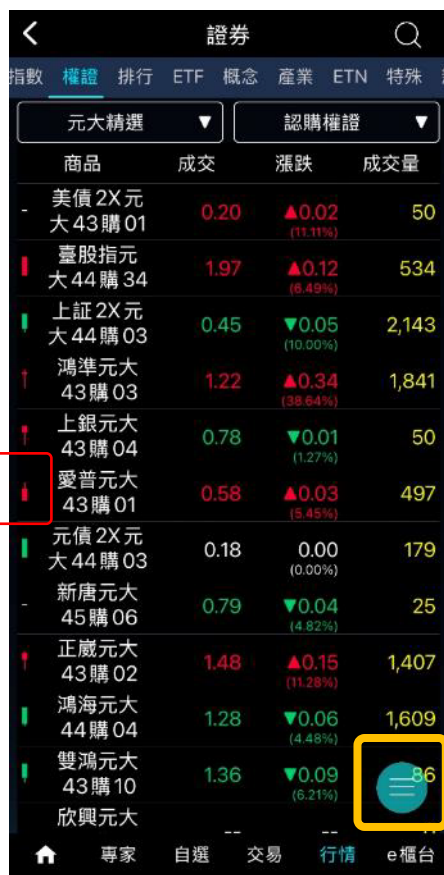 證券
指數 權證 排行 ETF 概念 產業 ETN 特殊
元大精選 ▼ 認購權證 ▼
商品 成交 漲跌 成交量
美債2X元
大43購01 0.20 ▲0.02 50
(11.11%)
臺股指元
大44購34 1.97 ▲0.12 534
(6.49%)
上証2X元
大44購03 0.45 ▼0.05 2,143
(10.00%)
鴻準元大
43購03 1.22 ▲0.34 1,841
(38.64%)
上銀元大
43購04 0.78 ▼0.01 50
(1.27%)
愛普元大
43購01 0.58 ▲0.03 497
(5.45%)
元債2X元
大44購03 0.18 0.00 179
(0.00%)
新唐元大
45購06 0.79 ▼0.04 25
(4.82%)
正崴元大
43購02 1.48 ▲0.15 1,407
(11.28%)
鴻海元大
44購04 1.28 ▼0.06 1,609
(4.48%)
雙鴻元大
43購10 1.36 ▼0.09 86
(6.21%)
欣興元大
-- --
專家 自選 交易 行情 e櫃台